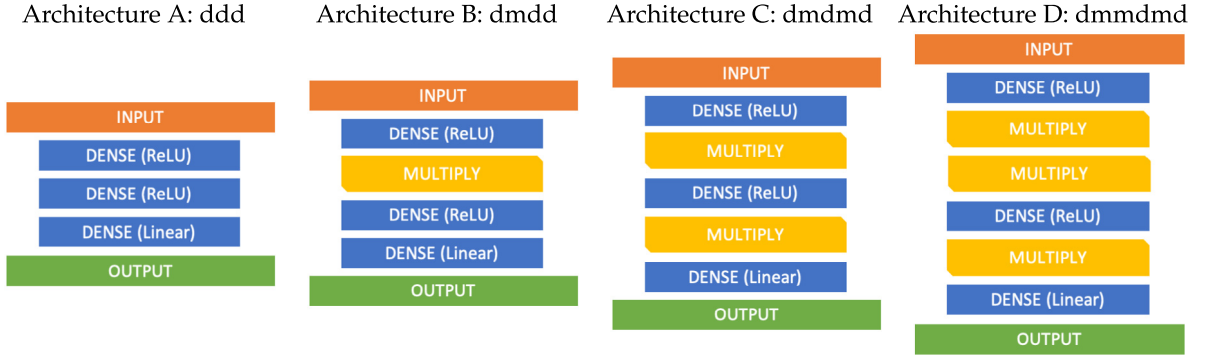 Architecture A: ddd
INPUT
DENSE (ReLU)
DENSE (ReLU)
DENSE (Linear)
OUTPUT
Architecture B: dmdd
INPUT
DENSE (ReLU)
MULTIPLY
DENSE (ReLU)
DENSE (Linear)
OUTPUT
Architecture C: dmdmd
INPUT
DENSE (ReLU)
MULTIPLY
DENSE (ReLU)
MULTIPLY
DENSE (Linear)
OUTPUT
Architecture D: dmmdmd
INPUT
DENSE (ReLU)
MULTIPLY
MULTIPLY
DENSE (ReLU)
MULTIPLY
DENSE (Linear)
OUTPUT